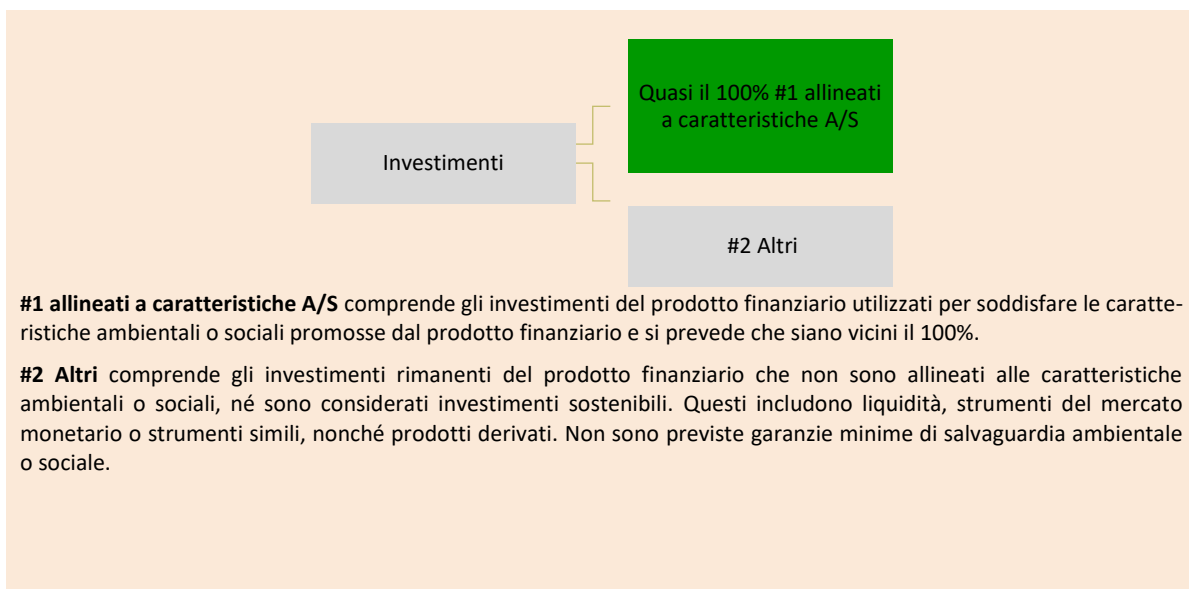 Quasi il 100% #1 allineati
a caratteristiche A/S
Investimenti
#2 Altri
#1 allineati a caratteristiche A/S comprende gli investimenti del prodotto finanziario utilizzati per soddisfare le caratte-
ristiche ambientali o sociali promosse dal prodotto finanziario e si prevede che siano vicini il 100%.
#2 Altri comprende gli investimenti rimanenti del prodotto finanziario che non sono allineati alle caratteristiche
ambientali o sociali, né sono considerati investimenti sostenibili. Questi includono liquidità, strumenti del mercato
monetario o strumenti simili, nonché prodotti derivati. Non sono previste garanzie minime di salvaguardia ambientale
o sociale.